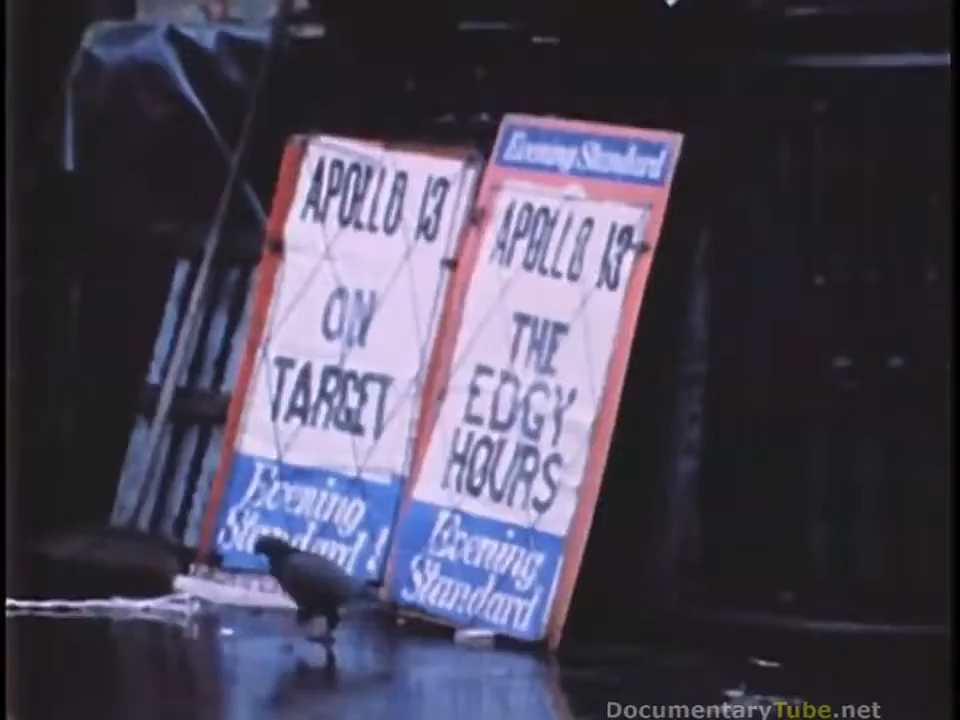 APOLLO 13
ON
TARGET
Evening
Standard !
Evening Standard
APOLLO 13
THE
EDGY
HOURS
Evening
Standard
DocumentaryTube.net